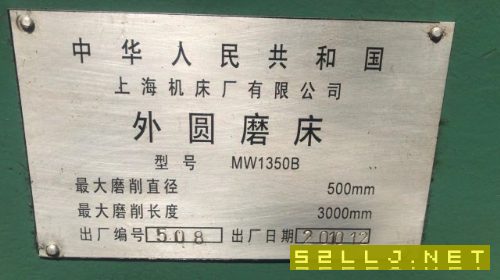 中华人民共和国
上海机床厂有限公司
外圆磨床
型号 MW1350B
最大磨削直径 500mm
最大磨削长度 3000mm
出厂编号 508 出厂日期 2010.12
S2LLJ.NET